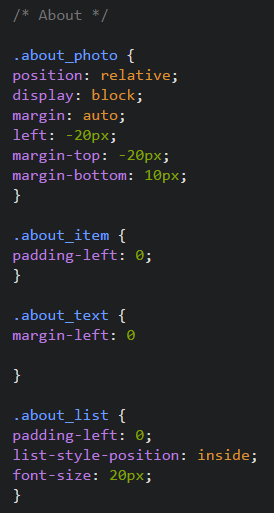 /* About */
.about_photo {
position: relative;
display: block;
margin: auto;
left: -20px;
margin-top: -20px;
margin-bottom: 10px;
}
.about_item {
padding-left: 0;
}
.about_text {
margin-left: 0
}
.about_list {
padding-left: 0;
list-style-position: inside;
font-size: 20px;
}